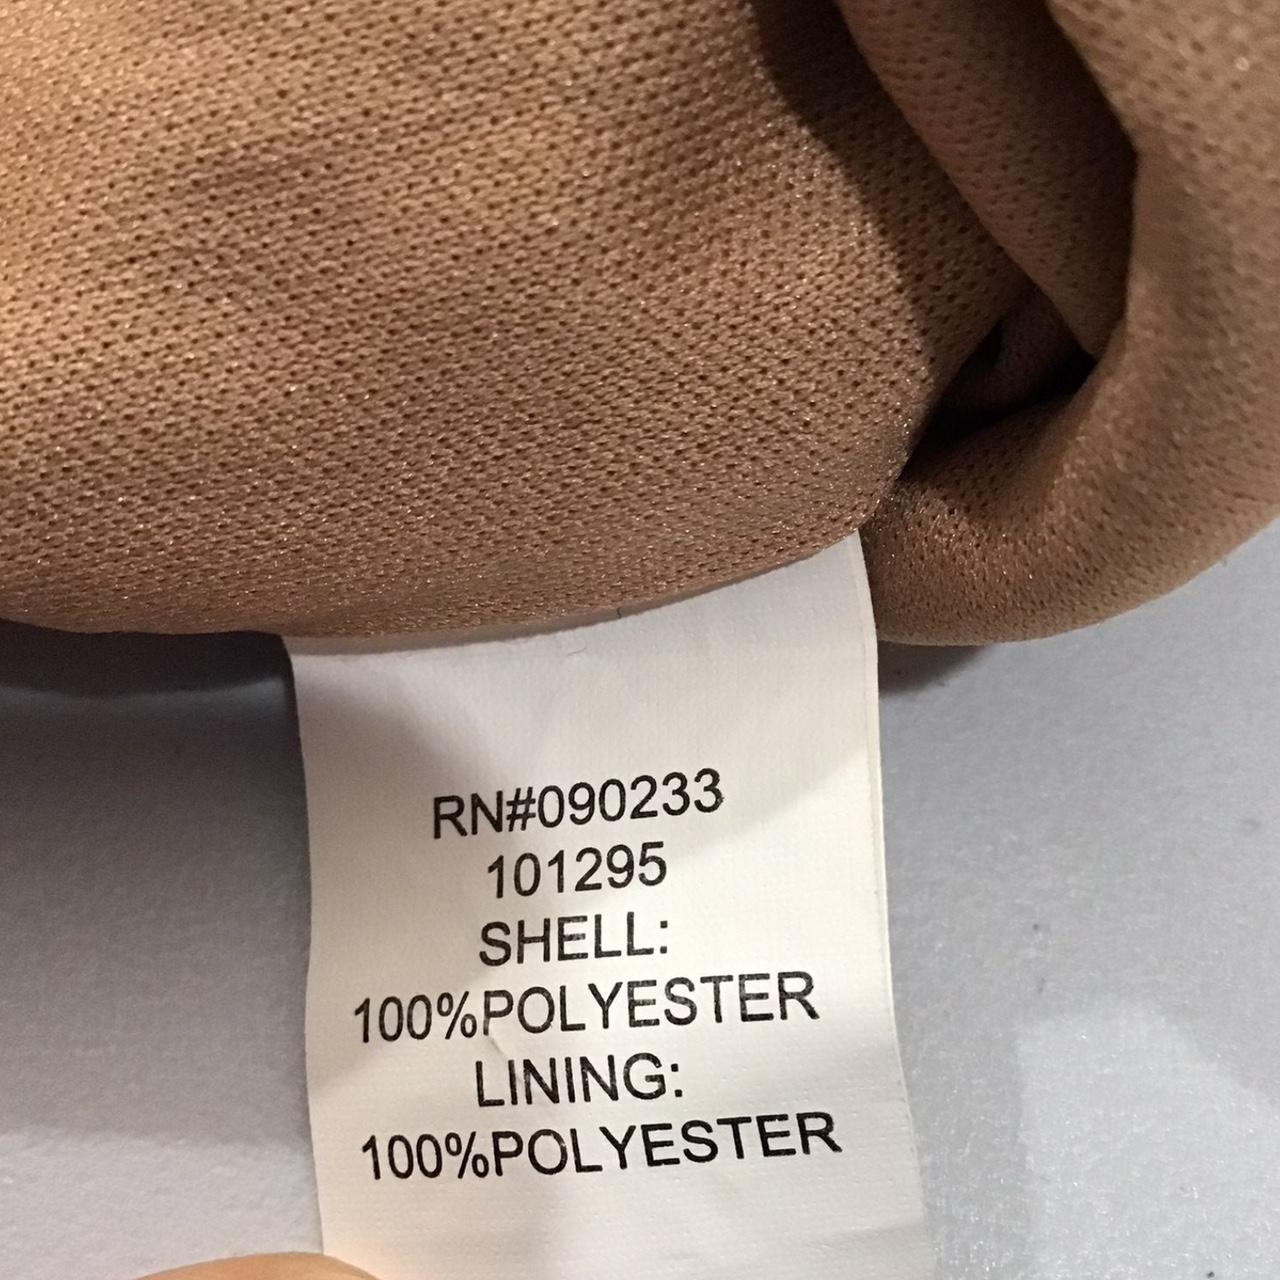 RN#090233
101295
SHELL:
100%POLYESTER
LINING:
100%POLYESTER